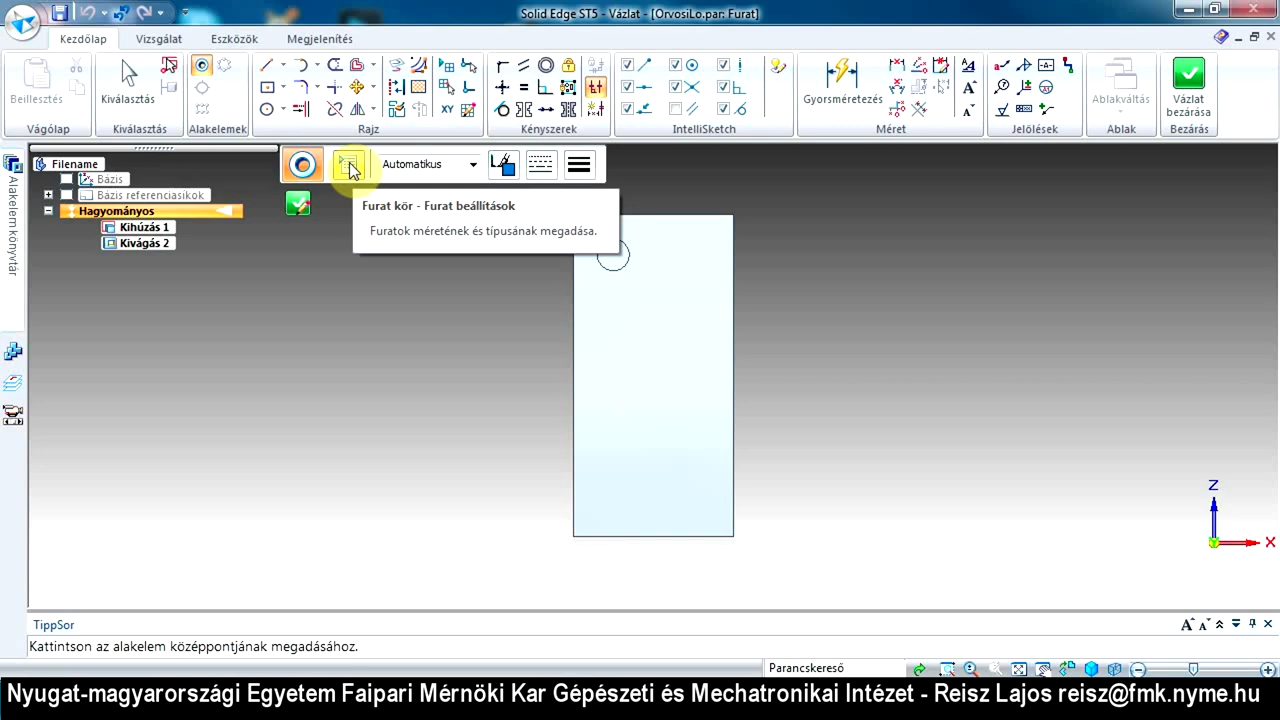 Solid Edge ST5 - Vázlat - [OrvosiLo.par: Furat]
Kezdőlap
Vizsgálat
Eszközök
Megjelenítés
Beillesztés
Kiválasztás
Gyorsméretezés
Ablakváltás
Vázlat bezárása
Vágólap
Kiválasztás
Alakelemek
Rajz
Kényszerek
IntelliSketch
Méret
Jelölések
Ablak
Bezárás
Alakelem könyvtár
Filename
Bázis
Bázis referenciasíkok
Hagyományos
Kihúzás 1
Kivágás 2
Automatikus
Furat kör - Furat beállítások
Furatok méretének és típusának megadása.
Z
X
TippSor
Kattintson az alakelem középpontjának megadásához.
Parancskereső
Nyugat-magyarországi Egyetem Faipari Mérnöki Kar Gépészeti és Mechatronikai Intézet - Reisz Lajos reisz@fmk.nyme.hu